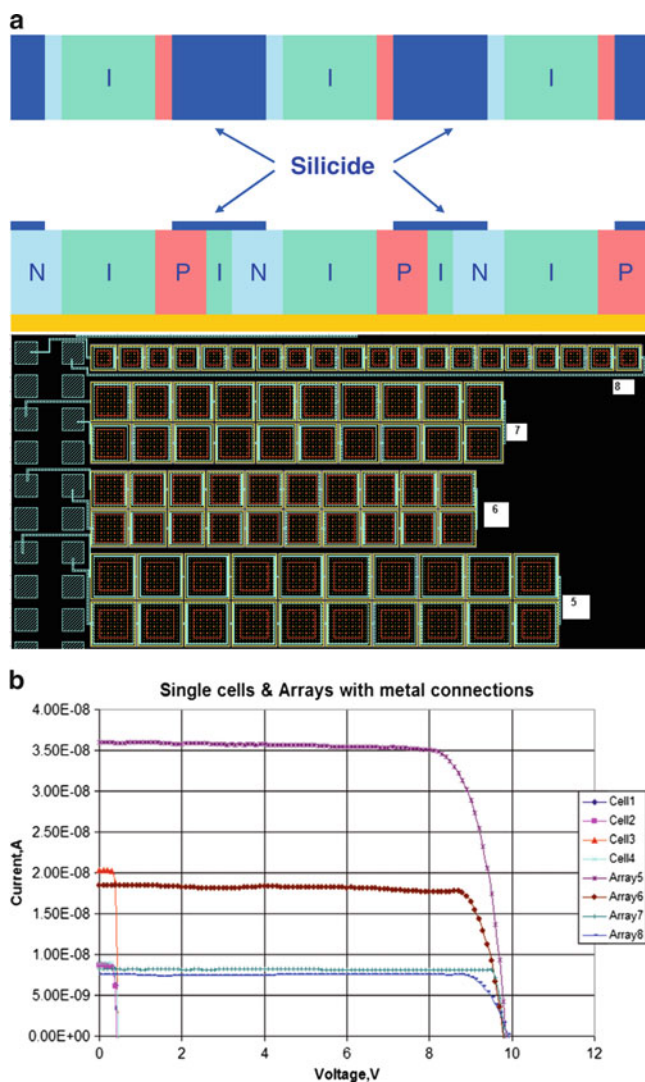 a
I I I
Silicide
N I P I N I P I N I P
8
7
6
5
b
Single cells & Arrays with metal connections
4.00E-08
3.50E-08
3.00E-08
2.50E-08
2.00E-08
1.50E-08
1.00E-08
5.00E-09
0.00E+00
Current,A
0 2 4 6 8 10 12
Voltage,V
Cell1
Cell2
Cell3
Cell4
Array5
Array6
Array7
Array8